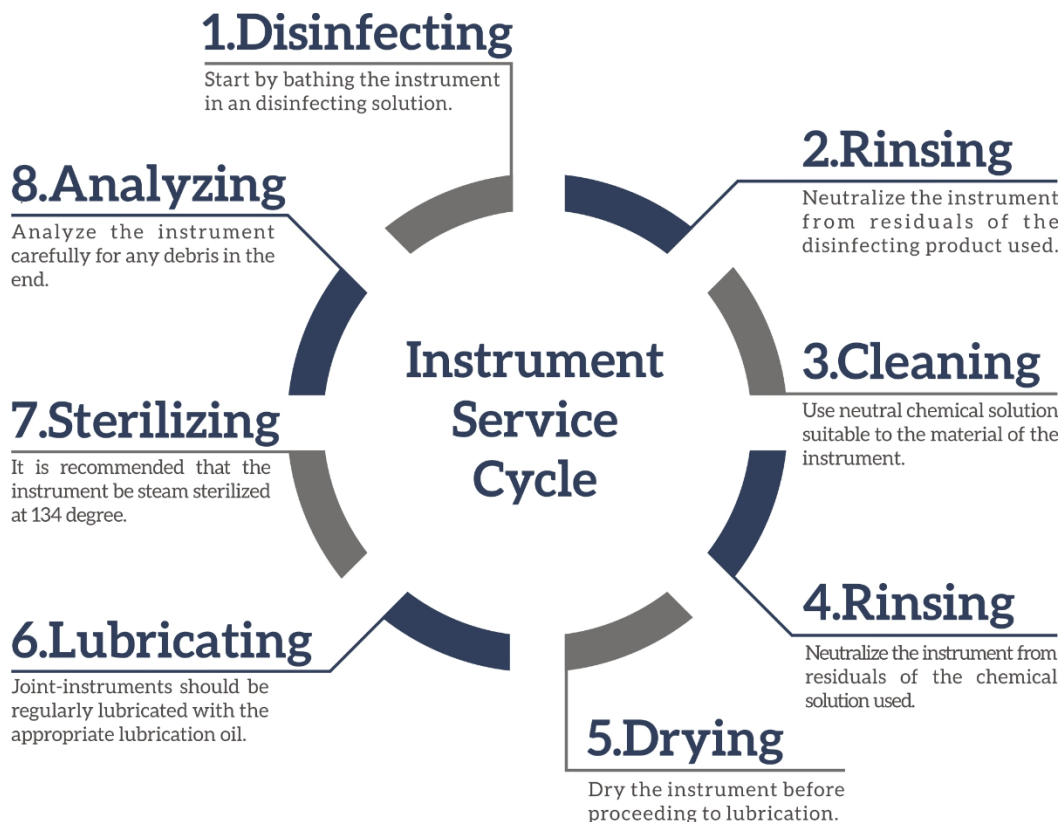 1.Disinfecting
Start by bathing the instrument
in an disinfecting solution.
2.Rinsing
Neutralize the instrument
from residuals of the
disinfecting product used.
3.Cleaning
Use neutral chemical solution
suitable to the material of the
instrument.
4.Rinsing
Neutralize the instrument from
residuals of the chemical
solution used.
5.Drying
Dry the instrument before
proceeding to lubrication.
6.Lubricating
Joint-instruments should be
regularly lubricated with the
appropriate lubrication oil.
7.Sterilizing
It is recommended that the
instrument be steam sterilized
at 134 degree.
8.Analyzing
Analyze the instrument
carefully for any debris in the
end.
Instrument
Service
Cycle